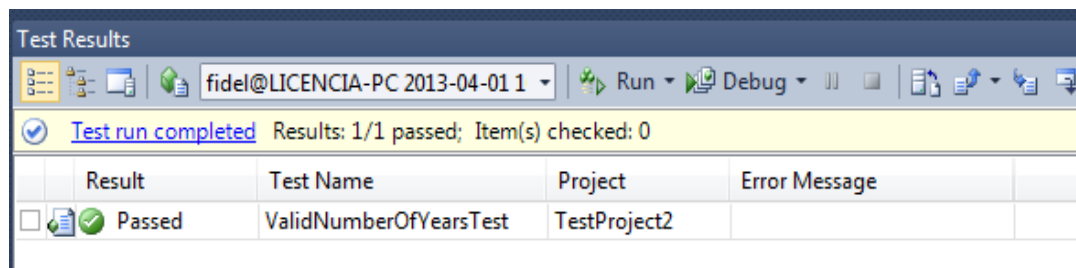 Test Results
fidel@LICENCIA-PC 2013-04-01 1 Run Debug
Test run completed Results: 1/1 passed; Item(s) checked: 0
Result Test Name Project Error Message
Passed ValidNumberOfYearsTest TestProject2